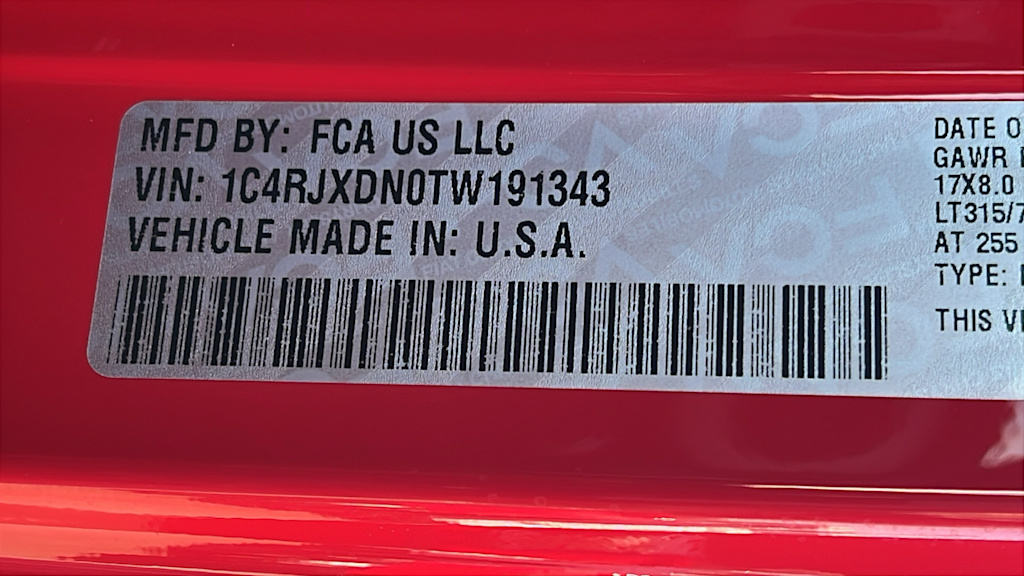 MFD BY: FCA US LLC
VIN: 1C4RJXDN0TW191343
VEHICLE MADE IN: U.S.A.
DATE O
GAWR
17X8.0
LT315/7
AT 255
TYPE:
THIS VE